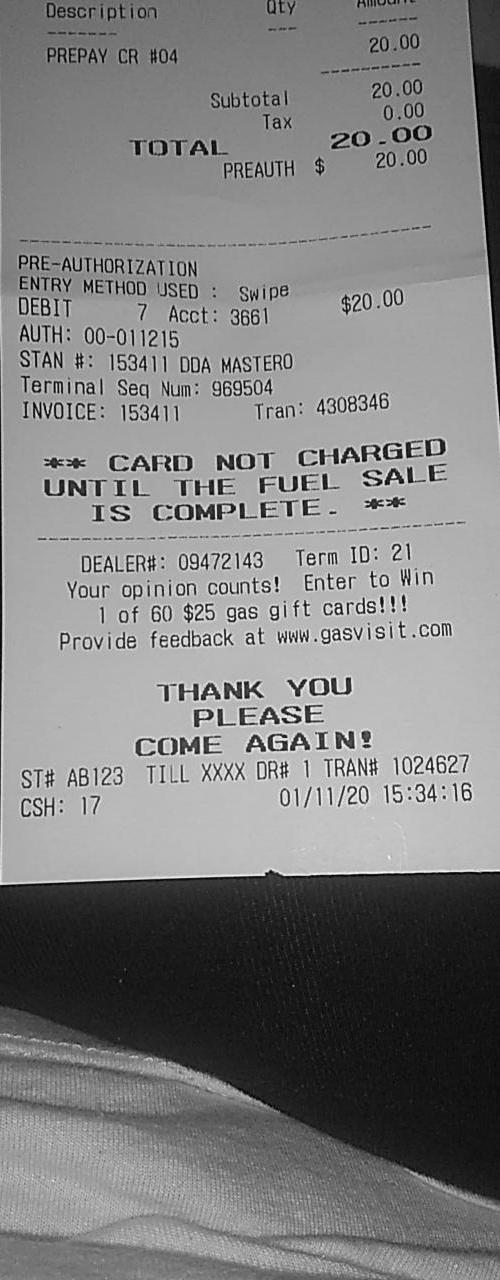 Description Qty Amount
------- --- ------
PREPAY CR #04 20.00
----------
Subtotal 20.00
Tax 0.00
TOTAL 20.00
PREAUTH $ 20.00
PRE-AUTHORIZATION
ENTRY METHOD USED : Swipe
DEBIT 7 Acct: 3661 $20.00
AUTH: 00-011215
STAN #: 153411 DDA MASTERO
Terminal Seq Num: 969504
INVOICE: 153411 Tran: 4308346
** CARD NOT CHARGED
UNTIL THE FUEL SALE
IS COMPLETE. **
DEALER#: 09472143 Term ID: 21
Your opinion counts! Enter to Win
1 of 60 $25 gas gift cards!!!
Provide feedback at www.gasvisit.com
THANK YOU
PLEASE
COME AGAIN!
ST# AB123 TILL XXXX DR# 1 TRAN# 1024627
CSH: 17 01/11/20 15:34:16